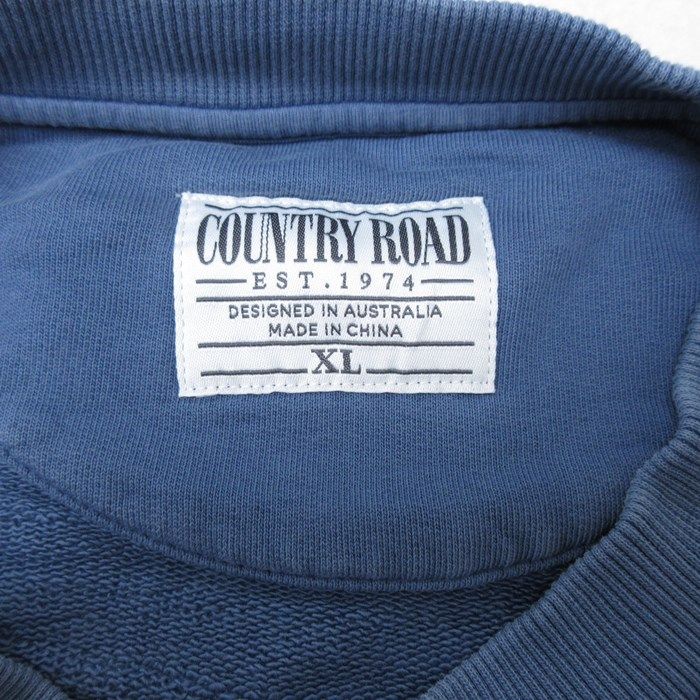 COUNTRY ROAD
EST.1974
DESIGNED IN AUSTRALIA
MADE IN CHINA
XL